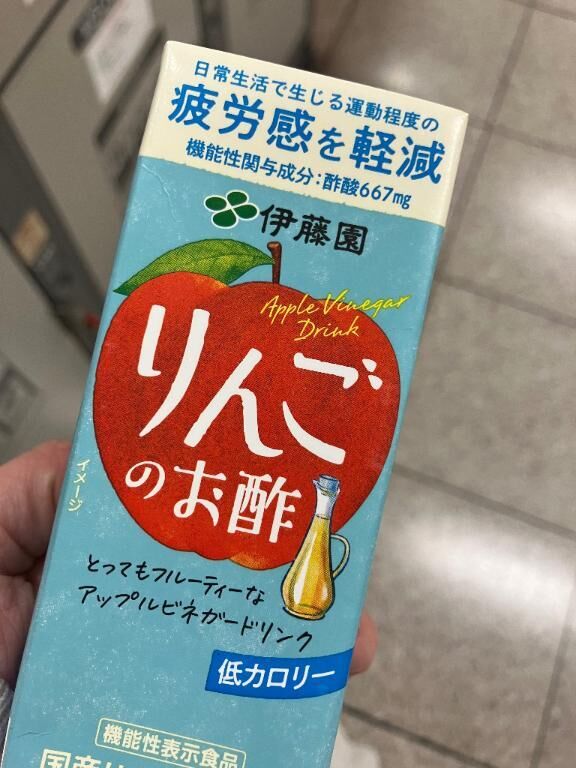 日常生活で生じる運動程度の
疲労感を軽減
機能性関与成分:酢酸667mg
伊藤園
Apple Vinegar
Drink
りんご
のお酢
イメージ
とってもフルーティーな
アップルビネガードリンク
低カロリー
機能性表示食品
国産り